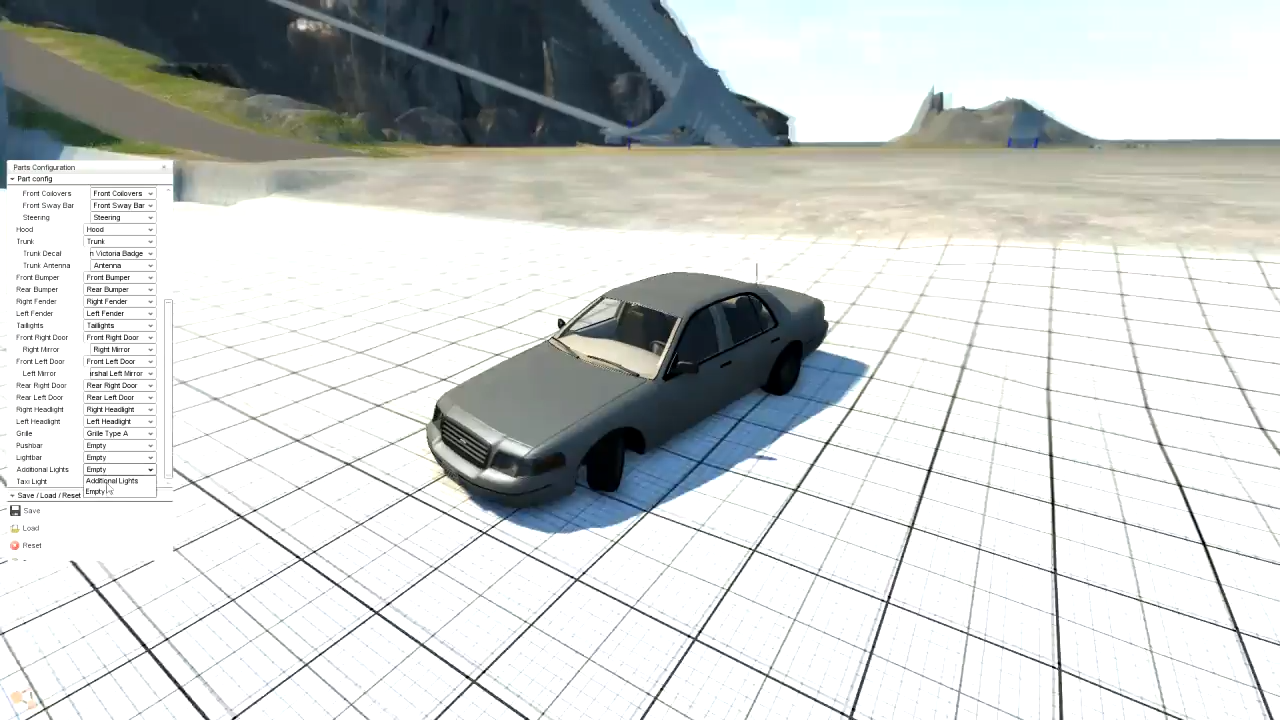 Parts Configuration
Part config
Front Coilovers Front Coilovers
Front Sway Bar Front Sway Bar
Steering Steering
Hood Hood
Trunk Trunk
Trunk Decal n Victoria Badge
Trunk Antenna Antenna
Front Bumper Front Bumper
Rear Bumper Rear Bumper
Right Fender Right Fender
Left Fender Left Fender
Taillights Taillights
Front Right Door Front Right Door
Right Mirror Right Mirror
Front Left Door Front Left Door
Left Mirror arshal Left Mirror
Rear Right Door Rear Right Door
Rear Left Door Rear Left Door
Right Headlight Right Headlight
Left Headlight Left Headlight
Grille Grille Type A
Pushbar Empty
Lightbar Empty
Additional Lights Empty
Taxi Light Additional Lights
Empty
Save / Load / Reset
Save
Load
Reset